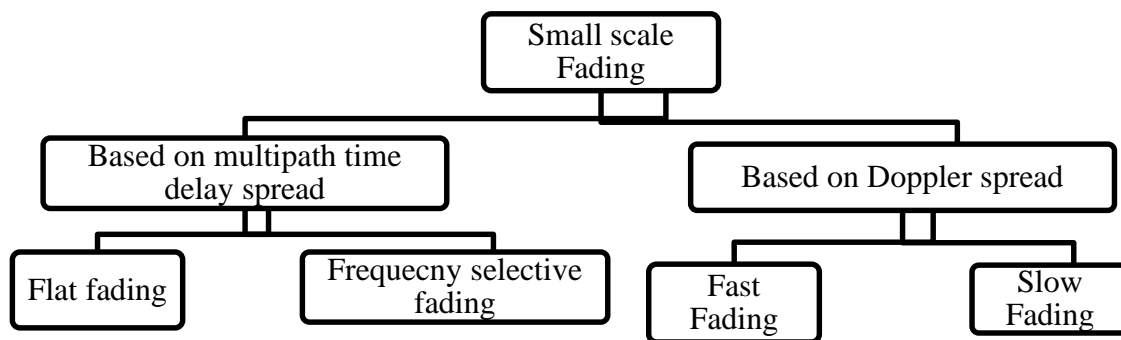 Small scale
Fading
Based on multipath time
delay spread
Based on Doppler spread
Flat fading
Frequecny selective
fading
Fast
Fading
Slow
Fading